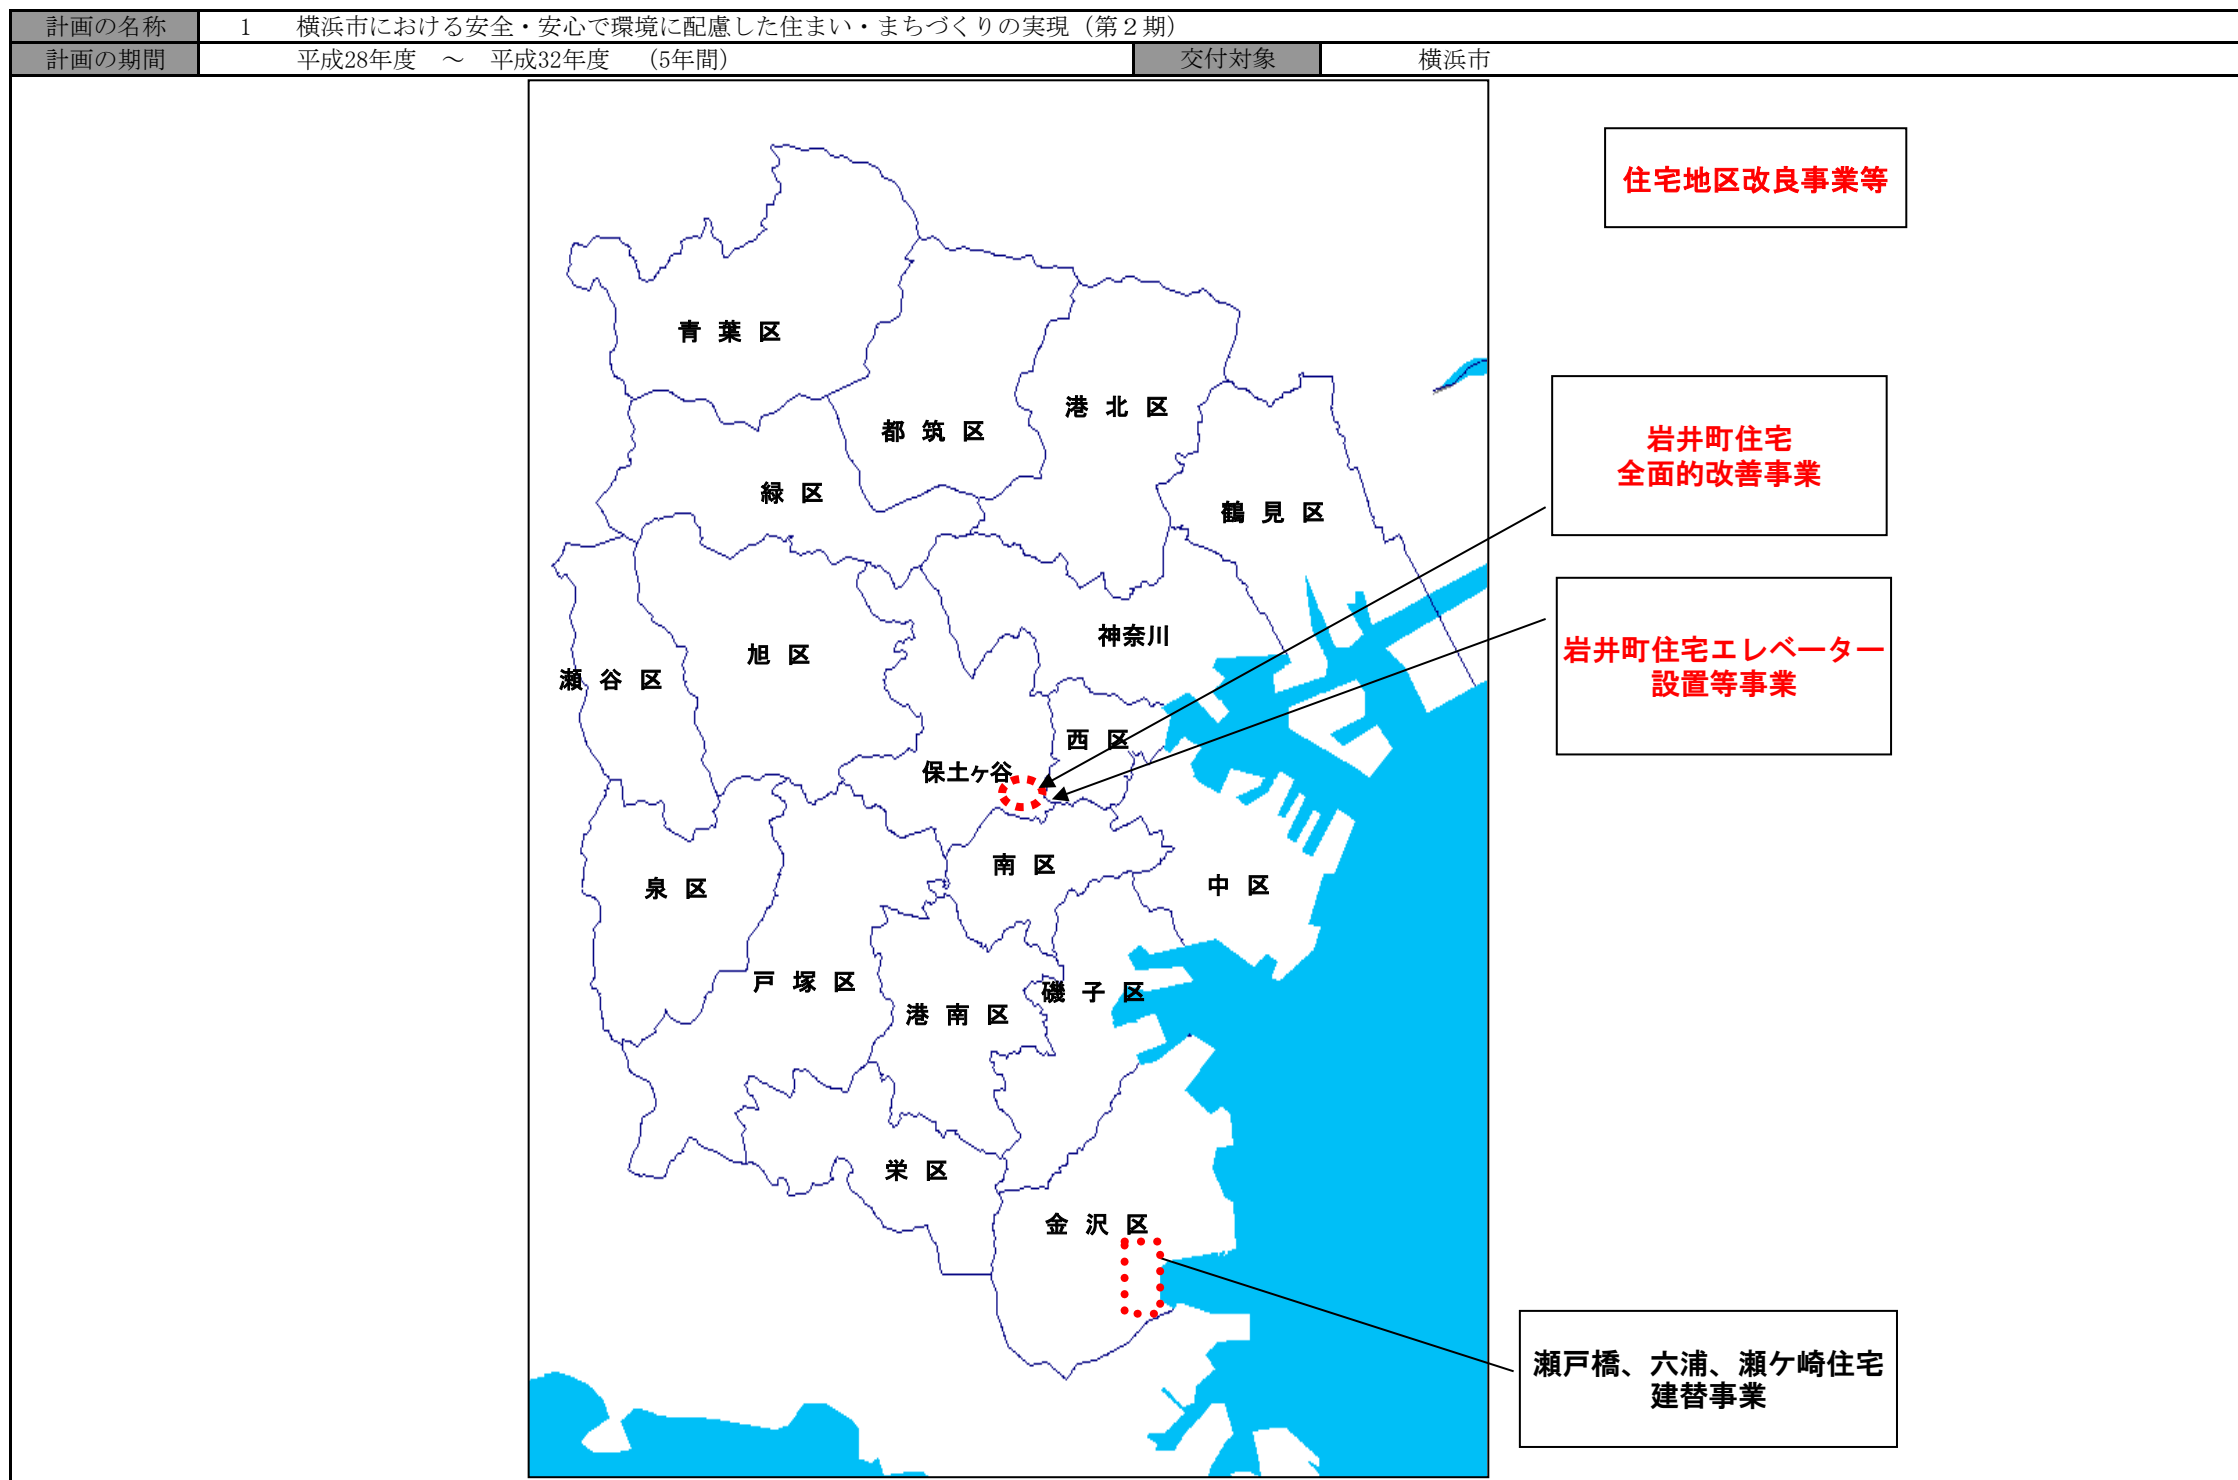 計画の名称 1 横浜市における安全・安心で環境に配慮した住まい・まちづくりの実現（第２期）
計画の期間 平成28年度 ～ 平成32年度 （5年間） 交付対象 横浜市
住宅地区改良事業等
青 葉 区
港 北 区
都 筑 区
岩井町住宅
全面的改善事業
緑 区
鶴 見 区
神奈川
旭 区
瀬 谷 区
岩井町住宅エレベーター
設置等事業
西 区
保土ヶ谷
南 区
中 区
泉 区
戸 塚 区
磯 子 区
港 南 区
栄 区
金 沢 区
瀬戸橋、六浦、瀬ケ崎住宅
建替事業